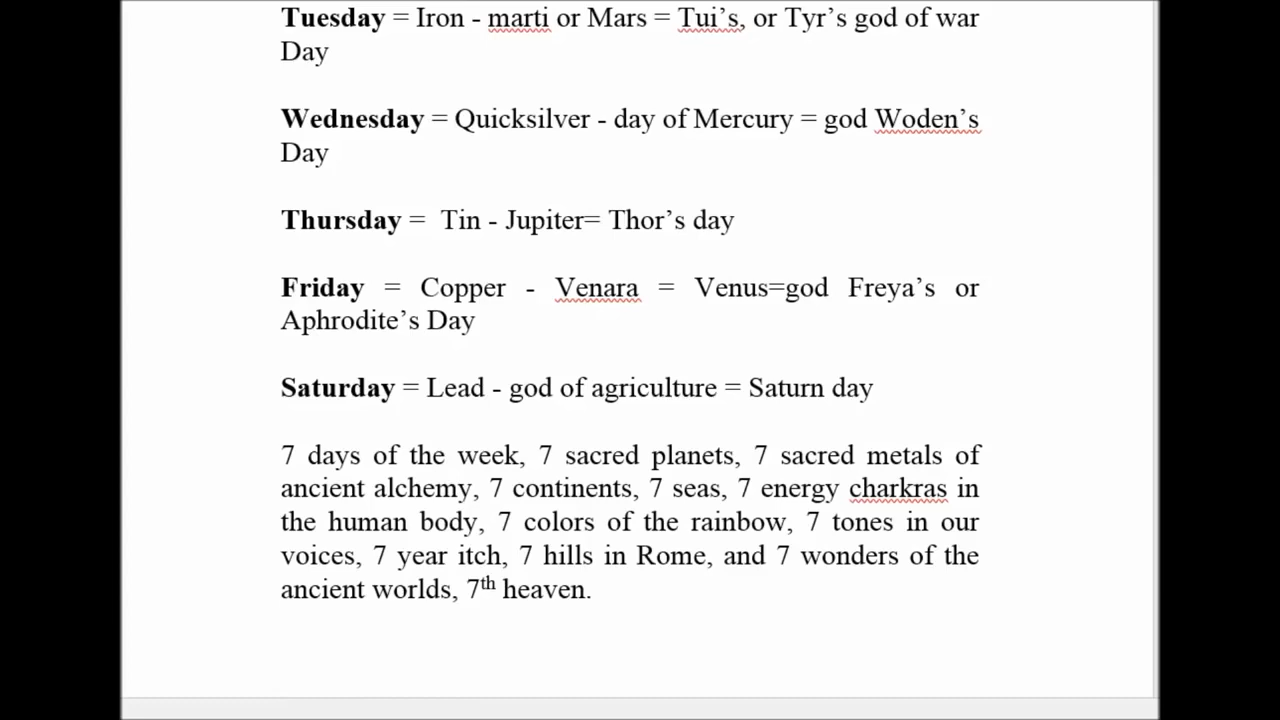 Tuesday = Iron - marti or Mars = Tui’s, or Tyr’s god of war
Day
Wednesday = Quicksilver - day of Mercury = god Woden’s
Day
Thursday =  Tin - Jupiter= Thor’s day
Friday = Copper - Venara = Venus=god Freya’s or
Aphrodite’s Day
Saturday = Lead - god of agriculture = Saturn day
7 days of the week, 7 sacred planets, 7 sacred metals of
ancient alchemy, 7 continents, 7 seas, 7 energy charkras in
the human body, 7 colors of the rainbow, 7 tones in our
voices, 7 year itch, 7 hills in Rome, and 7 wonders of the
ancient worlds, 7th heaven.